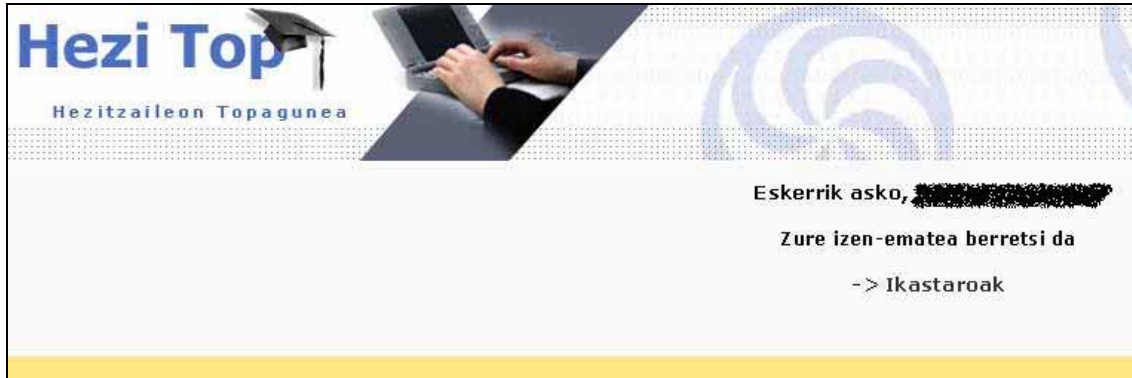 Hezi Top
Hezitzaileon Topagunea
Eskerrik asko,
Zure izen-ematea berretsi da
-> Ikastaroak